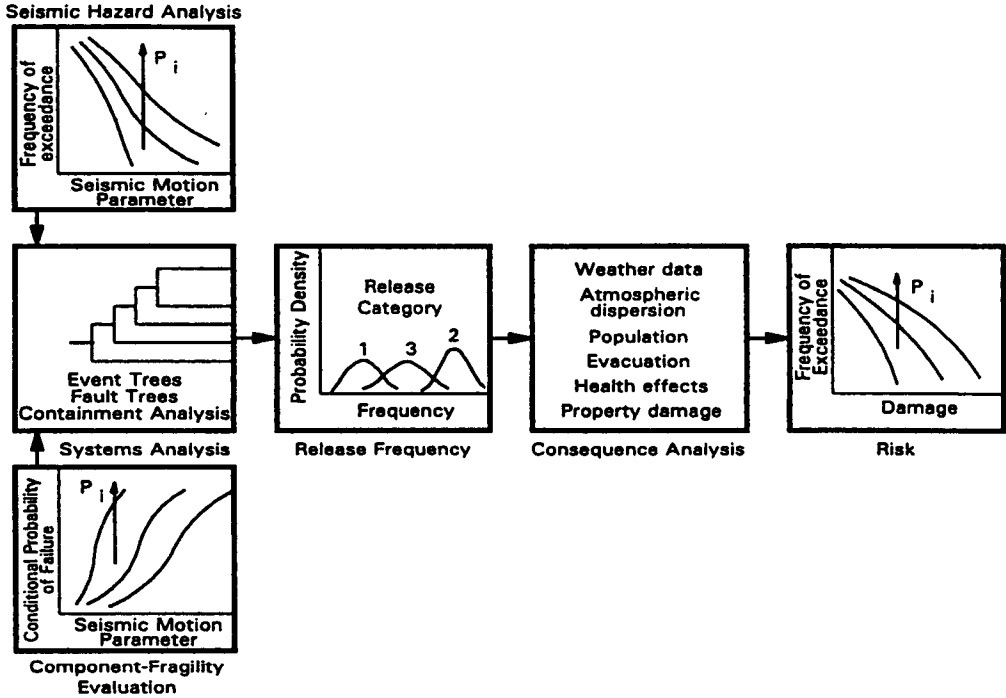 Seismic Hazard Analysis
Frequency of
exceedance
P i
Seismic Motion
Parameter
Event Trees
Fault Trees
Containment Analysis
Systems Analysis
Conditional Probability
of Failure
P i
Seismic Motion
Parameter
Component-Fragility
Evaluation
Probability Density
Release
Category
1 3 2
Frequency
Release Frequency
Weather data
Atmospheric
dispersion
Population
Evacuation
Health effects
Property damage
Consequence Analysis
Frequency of
Exceedance
P i
Damage
Risk